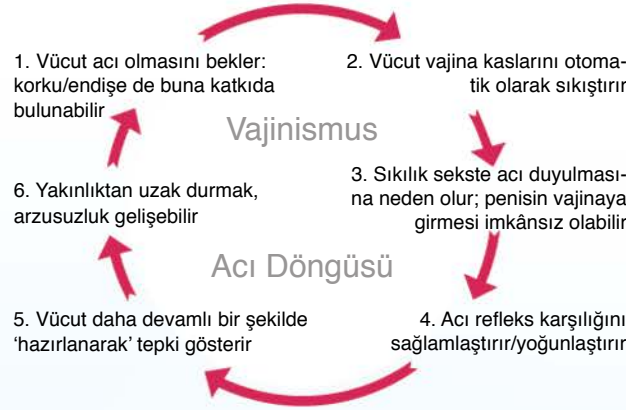 1. Vücut acı olmasını bekler:
korku/endişe de buna katkıda
bulunabilir
2. Vücut vajina kaslarını otoma-
tik olarak sıkıştırır
Vajinismus
3. Sıkılık sekste acı duyulması-
na neden olur; penisin vajinaya
girmesi imkânsız olabilir
6. Yakınlıktan uzak durmak,
arzusuzluk gelişebilir
Acı Döngüsü
5. Vücut daha devamlı bir şekilde
‘hazırlanarak’ tepki gösterir
4. Acı refleks karşılığını
sağlamlaştırır/yoğunlaştırır